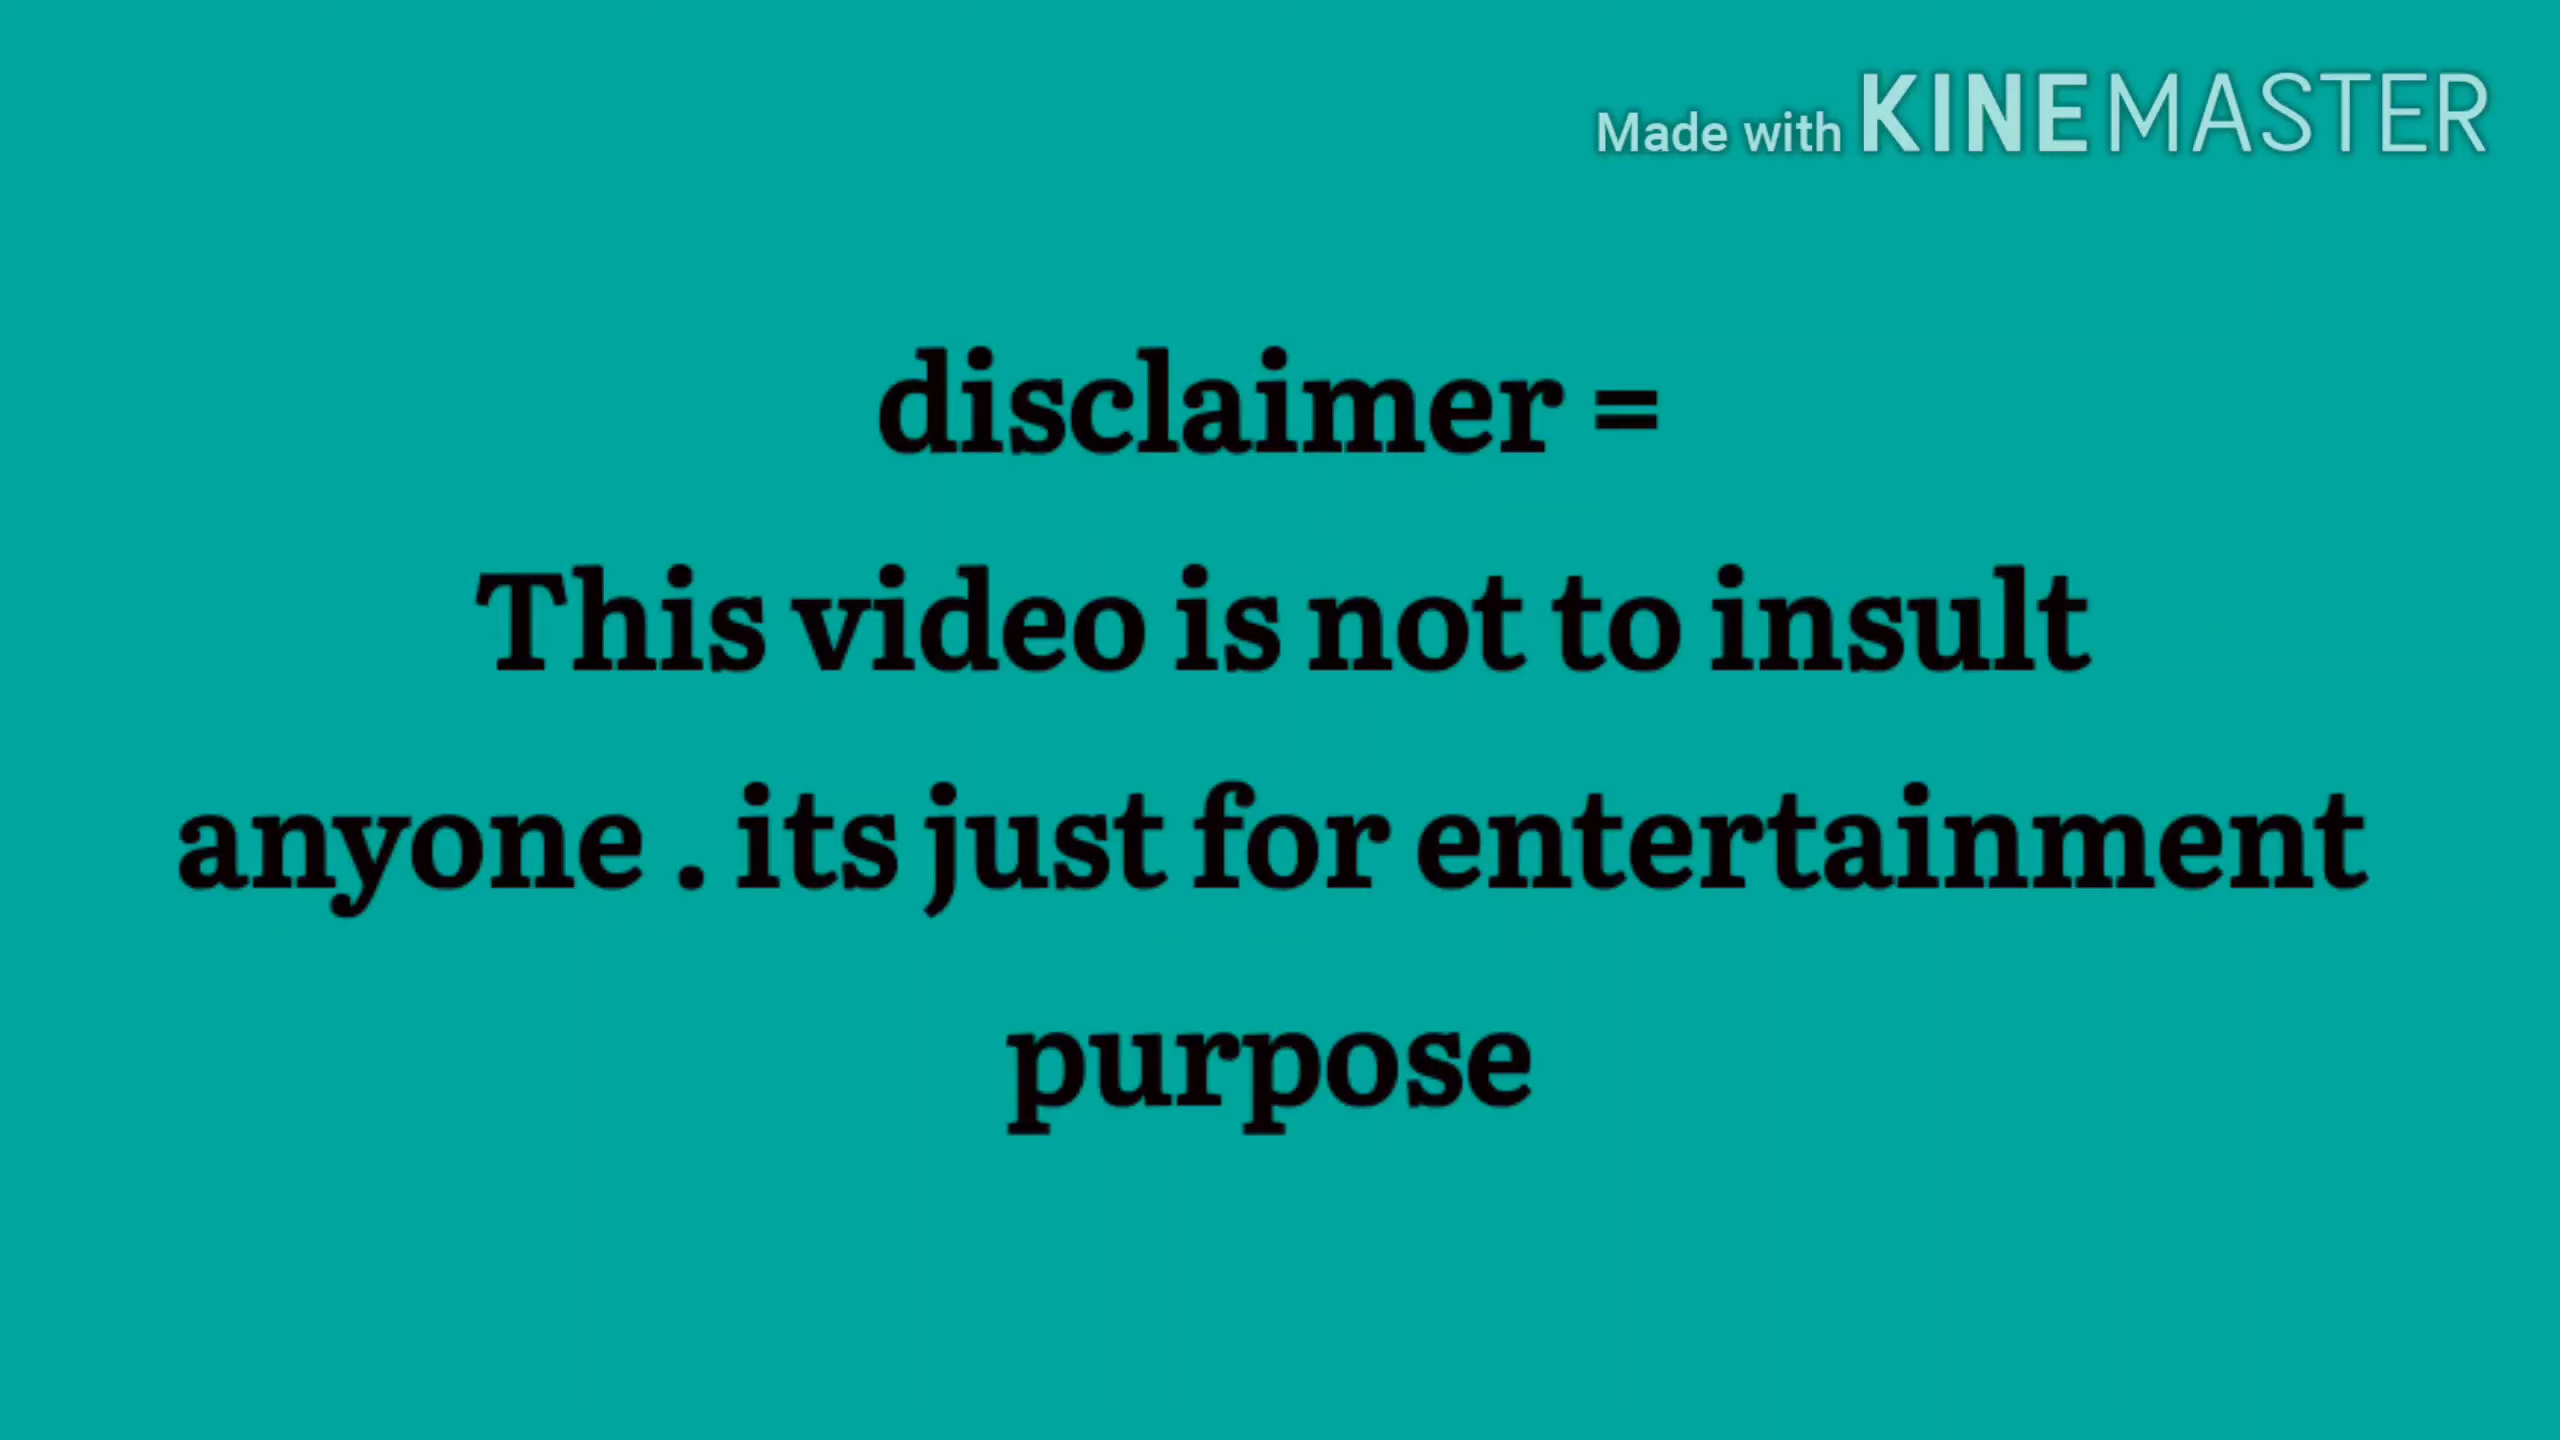 Made with KINEMASTER
disclaimer =
This video is not to insult
anyone . its just for entertainment
purpose